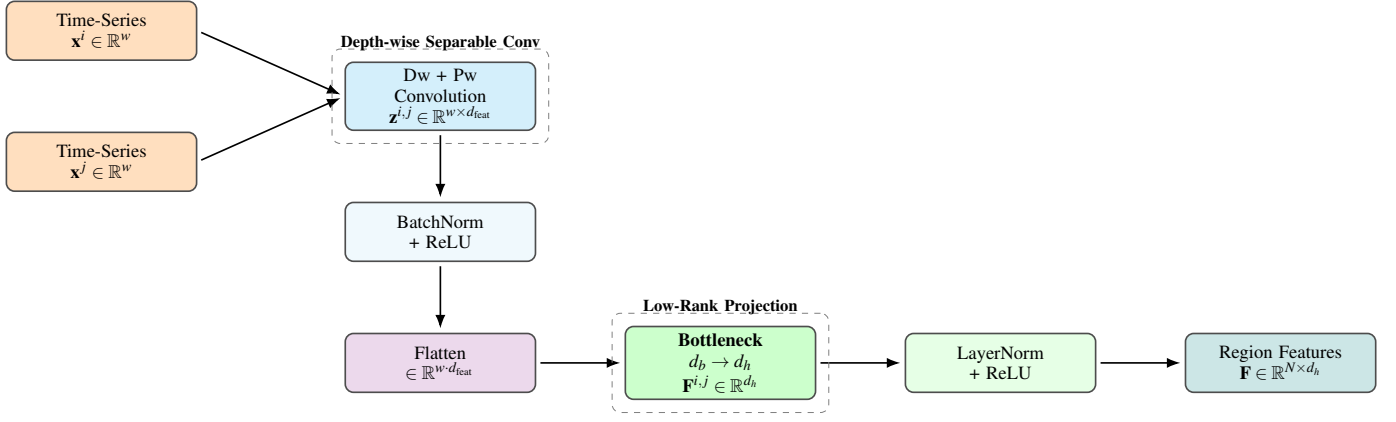 Time-Series
𝐱^i ∈ ℝ^w
Time-Series
𝐱^j ∈ ℝ^w
Depth-wise Separable Conv
Dw + Pw
Convolution
𝐳^{i,j} ∈ ℝ^{w×d_feat}
BatchNorm
+ ReLU
Flatten
∈ ℝ^{w·d_feat}
Low-Rank Projection
Bottleneck
d_b → d_h
𝐅^{i,j} ∈ ℝ^{d_h}
LayerNorm
+ ReLU
Region Features
𝐅 ∈ ℝ^{N×d_h}